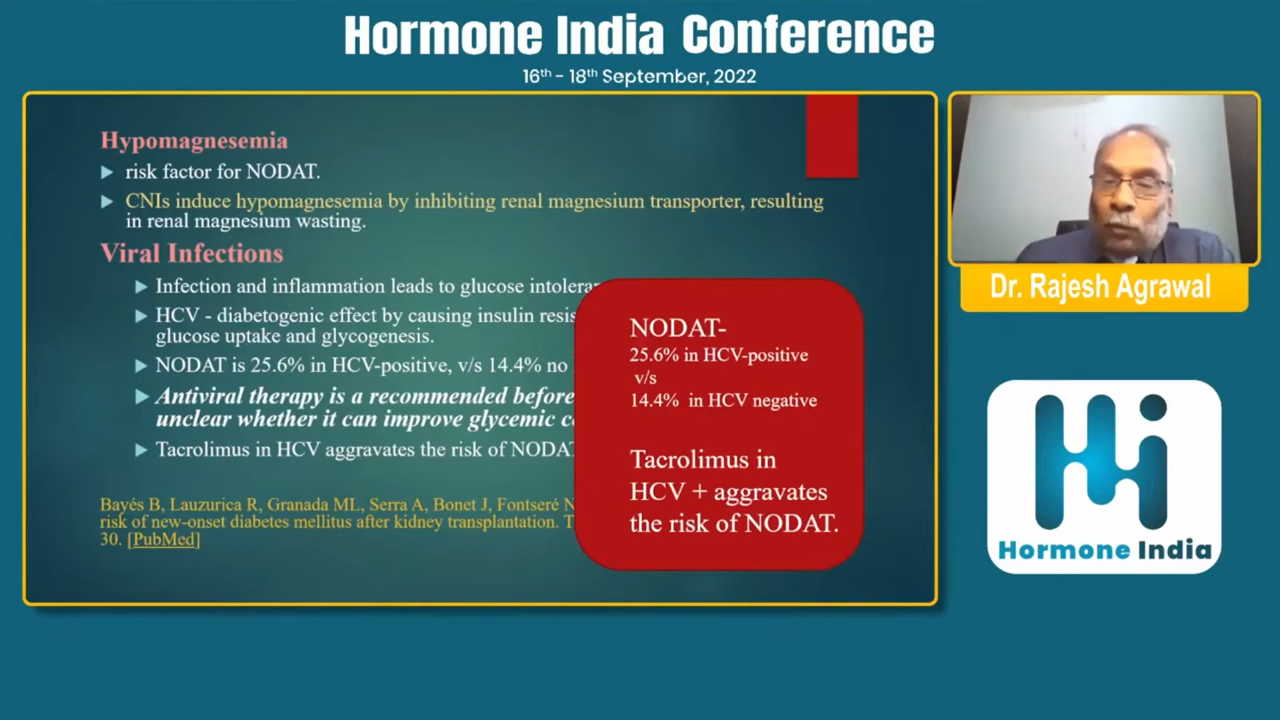 Hormone India Conference
16th - 18th September, 2022
Hypomagnesemia
risk factor for NODAT.
CNIs induce hypomagnesemia by inhibiting renal magnesium transporter, resulting
in renal magnesium wasting.
Viral Infections
Infection and inflammation leads to glucose
HCV - diabetogenic effect by causing insulin
glucose uptake and glycogenesis.
NODAT is 25.6% in HCV-positive, v/s 14.4% no
Antiviral therapy is a recommended before
unclear whether it can improve glycemic
Tacrolimus in HCV aggravates the risk of
Bayés B, Lauzurica R, Granada ML, Serra A, Bonet J, Fontseré N
risk of new-onset diabetes mellitus after kidney transplantation. T
30. [PubMed]
NODAT-
25.6% in HCV-positive
v/s
14.4% in HCV negative
Tacrolimus in
HCV + aggravates
the risk of NODAT.
Dr. Rajesh Agrawal
Hi
Hormone India